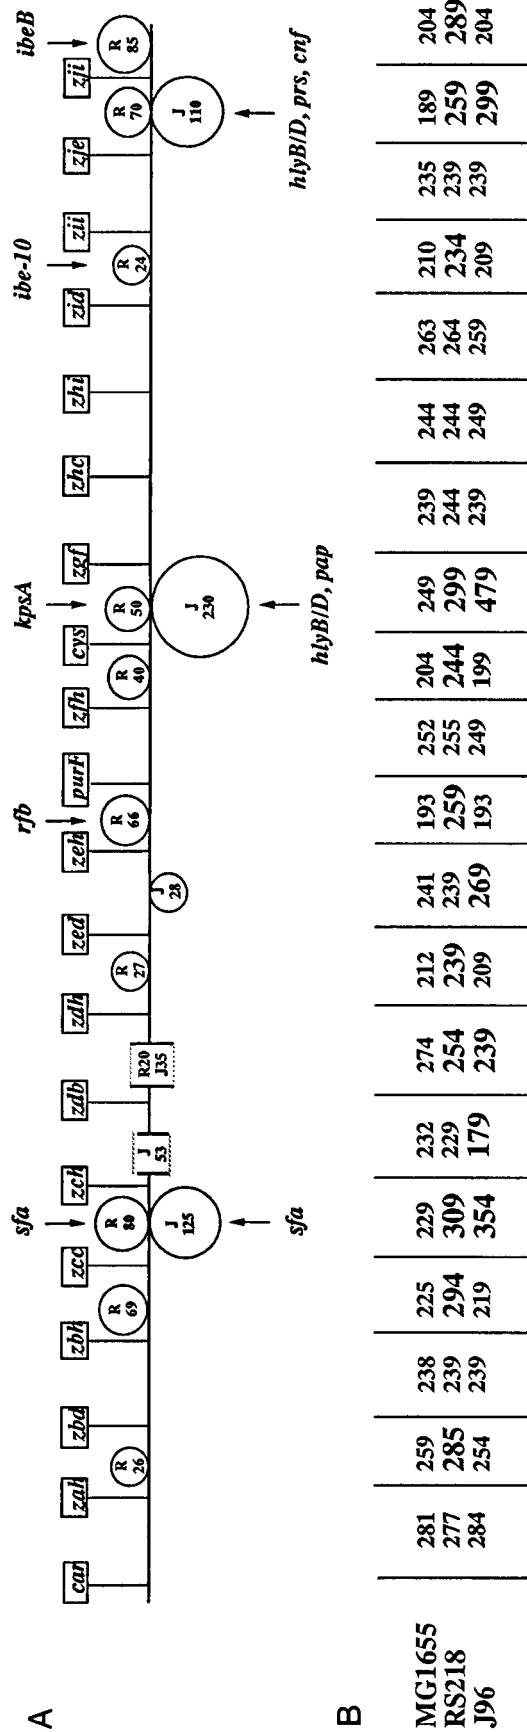 A
sfa rfb kpsA ibe-10 ibeB
car zah zbd zbh zcc zch zdb zdh zed zeh purF zfh cys zgf zhc zhi zid zii zje zji
R 26
R 69
R 80
J 125
J 53
R20 J35
R 27
J 28
R 66
R 40
R 50
J 230
R 24
R 70
J 110
R 85
sfa
hlyB/D, pap
hlyB/D, prs, cnf
B
MG1655 281 259 238 225 229 232 274 212 241 193 252 204 249 239 244 263 210 235 189 204
RS218 277 285 239 294 309 229 254 239 239 259 255 244 299 244 244 264 234 239 259 289
J96 284 254 239 219 354 179 239 209 269 193 249 199 479 239 249 259 209 239 299 204